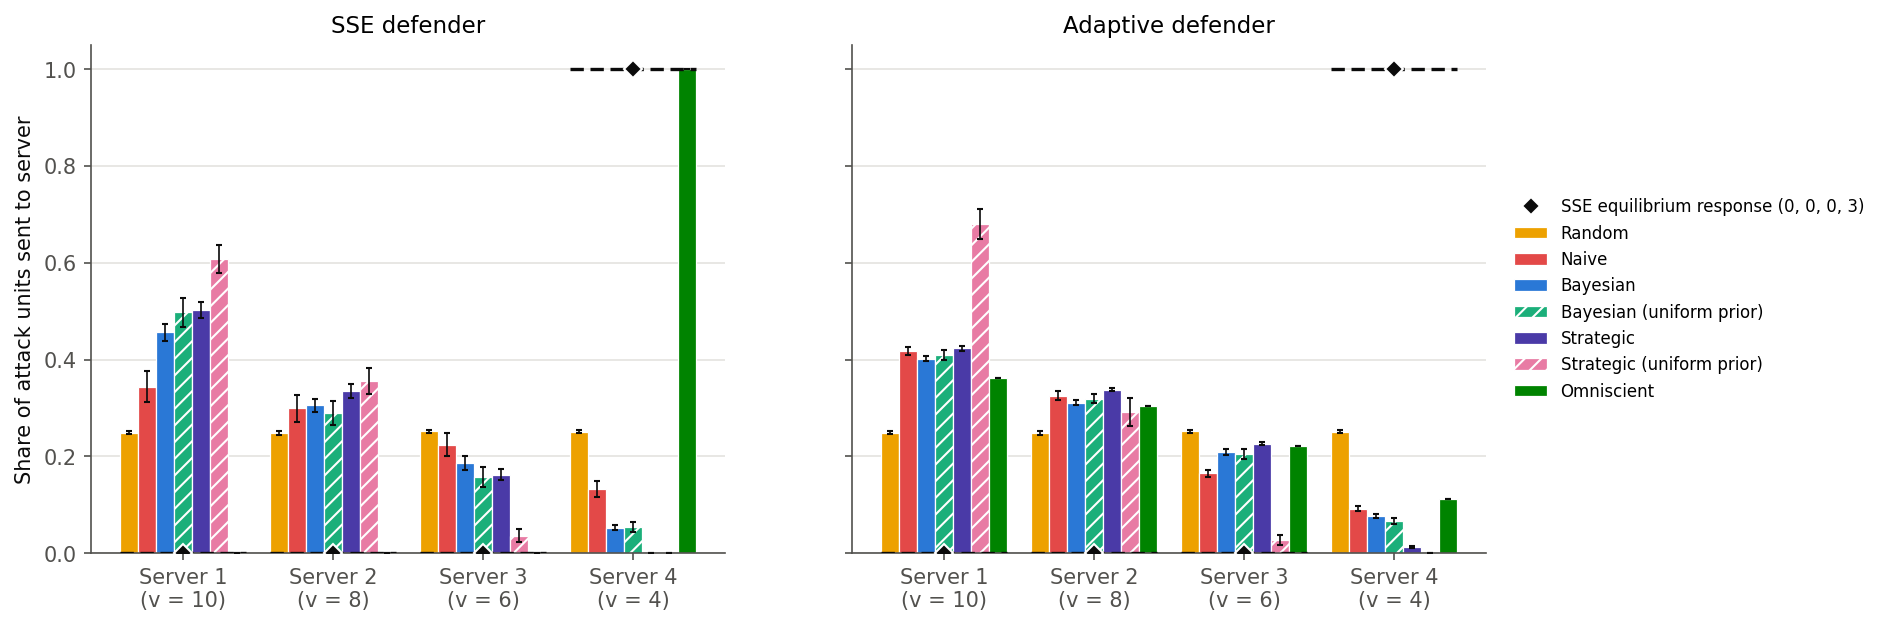 SSE defender
Adaptive defender
Share of attack units sent to server
1.0
0.8
0.6
0.4
0.2
0.0
Server 1
(v = 10)
Server 2
(v = 8)
Server 3
(v = 6)
Server 4
(v = 4)
Server 1
(v = 10)
Server 2
(v = 8)
Server 3
(v = 6)
Server 4
(v = 4)
SSE equilibrium response (0, 0, 0, 3)
Random
Naive
Bayesian
Bayesian (uniform prior)
Strategic
Strategic (uniform prior)
Omniscient